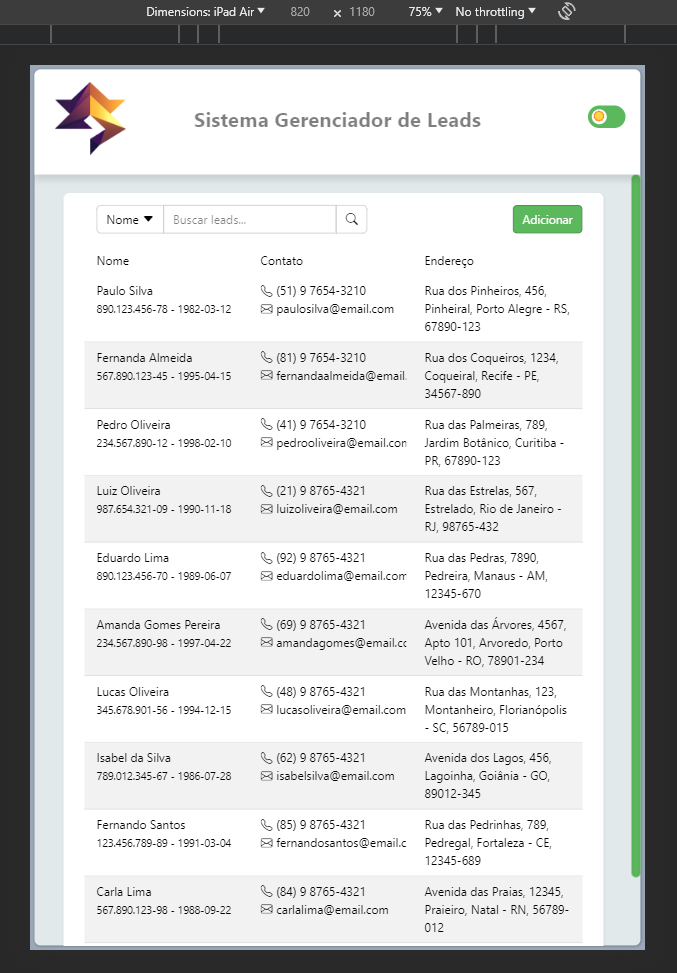 Dimensions: iPad Air 820 x 1180 75% No throttling
Sistema Gerenciador de Leads
Nome Buscar leads... Adicionar
Nome Contato Endereço
Paulo Silva (51) 9 7654-3210 Rua dos Pinheiros, 456,
890.123.456-78 - 1982-03-12 paulosilva@email.com Pinheiral, Porto Alegre - RS,
67890-123
Fernanda Almeida (81) 9 7654-3210 Rua dos Coqueiros, 1234,
567.890.123-45 - 1995-04-15 fernandaalmeida@email. Coqueiral, Recife - PE,
34567-890
Pedro Oliveira (41) 9 7654-3210 Rua das Palmeiras, 789,
234.567.890-12 - 1998-02-10 pedrooliveira@email.con Jardim Botânico, Curitiba -
PR, 67890-123
Luiz Oliveira (21) 9 8765-4321 Rua das Estrelas, 567,
987.654.321-09 - 1990-11-18 luizoliveira@email.com Estrelado, Rio de Janeiro -
RJ, 98765-432
Eduardo Lima (92) 9 8765-4321 Rua das Pedras, 7890,
890.123.456-70 - 1989-06-07 eduardolima@email.com Pedreira, Manaus - AM,
12345-670
Amanda Gomes Pereira (69) 9 8765-4321 Avenida das Árvores, 4567,
234.567.890-98 - 1997-04-22 amandagomes@email.cc Apto 101, Arvoredo, Porto
Velho - RO, 78901-234
Lucas Oliveira (48) 9 8765-4321 Rua das Montanhas, 123,
345.678.901-56 - 1994-12-15 lucasoliveira@email.com Montanheiro, Florianópolis
- SC, 56789-015
Isabel da Silva (62) 9 8765-4321 Avenida dos Lagos, 456,
789.012.345-67 - 1986-07-28 isabelsilva@email.com Lagoinha, Goiânia - GO,
89012-345
Fernando Santos (85) 9 8765-4321 Rua das Pedrinhas, 789,
123.456.789-89 - 1991-03-04 fernandosantos@email.c Pedregal, Fortaleza - CE,
12345-689
Carla Lima (84) 9 8765-4321 Avenida das Praias, 12345,
567.890.123-98 - 1988-09-22 carlalima@email.com Praieiro, Natal - RN, 56789-
012